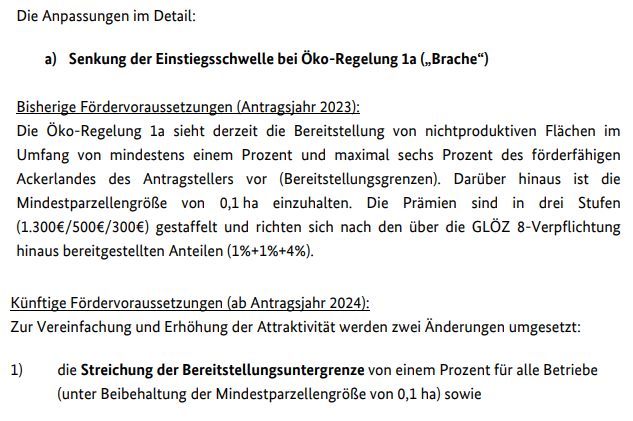 Die Anpassungen im Detail:
a) Senkung der Einstiegsschwelle bei Öko-Regelung 1a („Brache“)
Bisherige Fördervoraussetzungen (Antragsjahr 2023):
Die Öko-Regelung 1a sieht derzeit die Bereitstellung von nichtproduktiven Flächen im
Umfang von mindestens einem Prozent und maximal sechs Prozent des förderfähigen
Ackerlandes des Antragstellers vor (Bereitstellungsgrenzen). Darüber hinaus ist die
Mindestparzellengröße von 0,1 ha einzuhalten. Die Prämien sind in drei Stufen
(1.300€/500€/300€) gestaffelt und richten sich nach den über die GLÖZ 8-Verpflichtung
hinaus bereitgestellten Anteilen (1%+1%+4%).
Künftige Fördervoraussetzungen (ab Antragsjahr 2024):
Zur Vereinfachung und Erhöhung der Attraktivität werden zwei Änderungen umgesetzt:
1) die Streichung der Bereitstellungsuntergrenze von einem Prozent für alle Betriebe
(unter Beibehaltung der Mindestparzellengröße von 0,1 ha) sowie